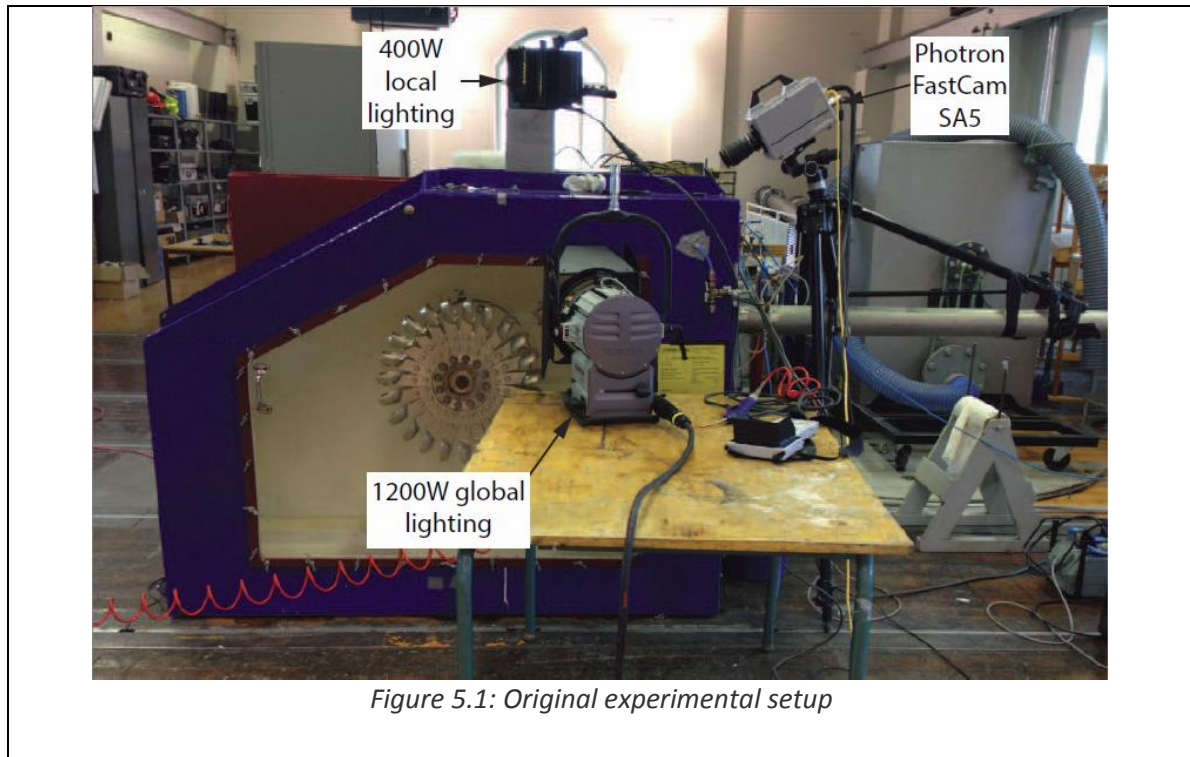 400W
local
lighting
Photron
FastCam
SA5
1200W global
lighting
Figure 5.1: Original experimental setup